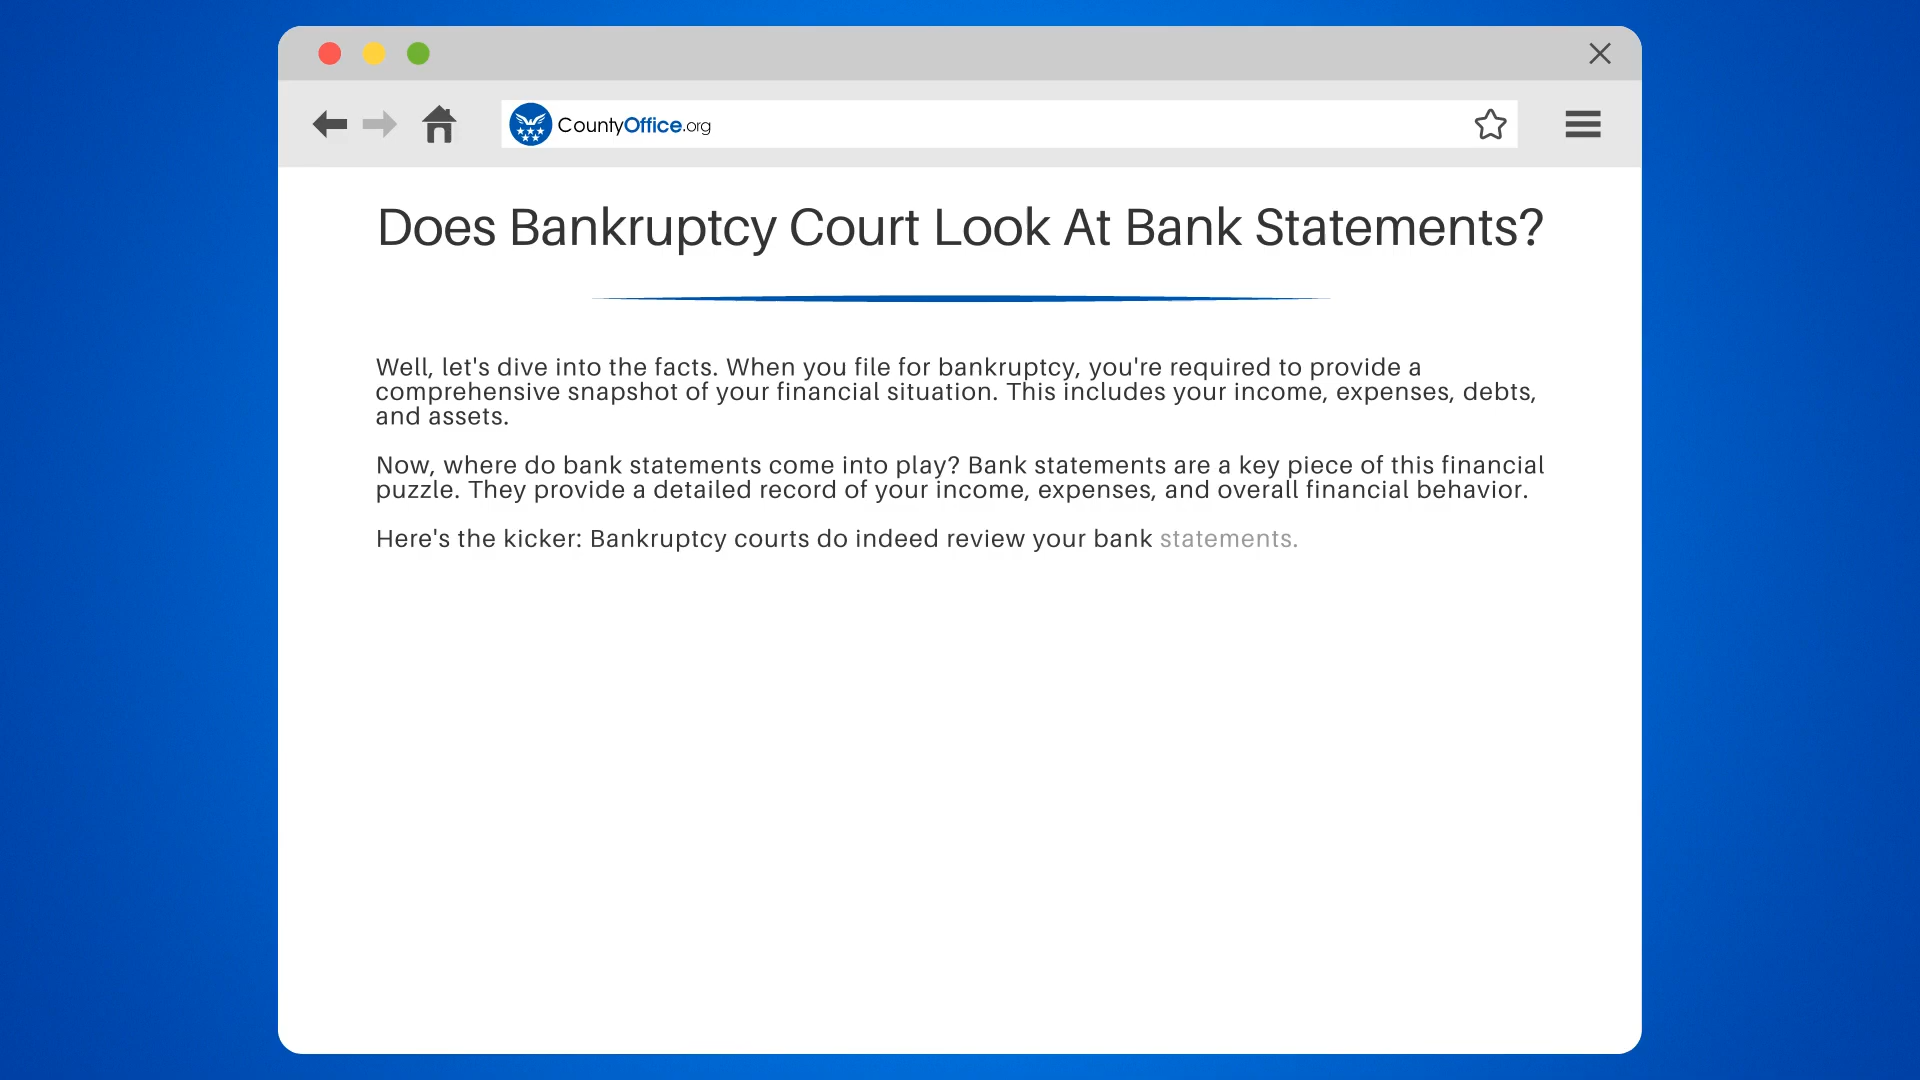 CountyOffice.org
Does Bankruptcy Court Look At Bank Statements?
Well, let's dive into the facts. When you file for bankruptcy, you're required to provide a
comprehensive snapshot of your financial situation. This includes your income, expenses, debts,
and assets.
Now, where do bank statements come into play? Bank statements are a key piece of this financial
puzzle. They provide a detailed record of your income, expenses, and overall financial behavior.
Here's the kicker: Bankruptcy courts do indeed review your bank statements.